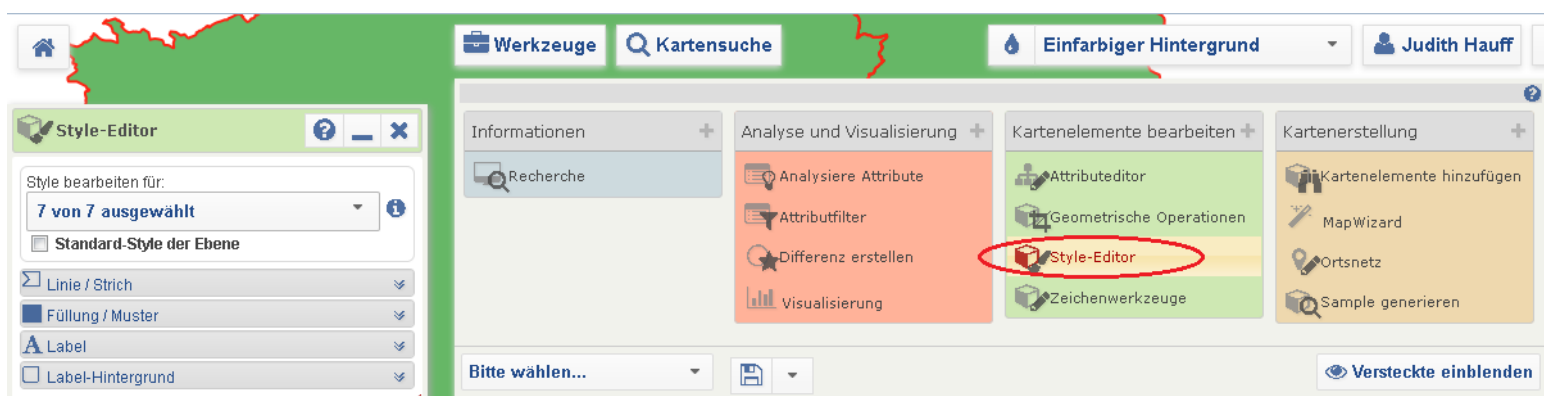 Werkzeuge
Kartensuche
Einfarbiger Hintergrund
Judith Hauff
Style-Editor
Style bearbeiten für:
7 von 7 ausgewählt
Standard-Style der Ebene
Linie / Strich
Füllung / Muster
A Label
Label-Hintergrund
Informationen
Recherche
Analyse und Visualisierung
Analysiere Attribute
Attributfilter
Differenz erstellen
Visualisierung
Kartenelemente bearbeiten
Attributeditor
Geometrische Operationen
Style-Editor
Zeichenwerkzeuge
Kartenerstellung
Kartenelemente hinzufügen
MapWizard
Ortsnetz
Sample generieren
Bitte wählen...
Versteckte einblenden